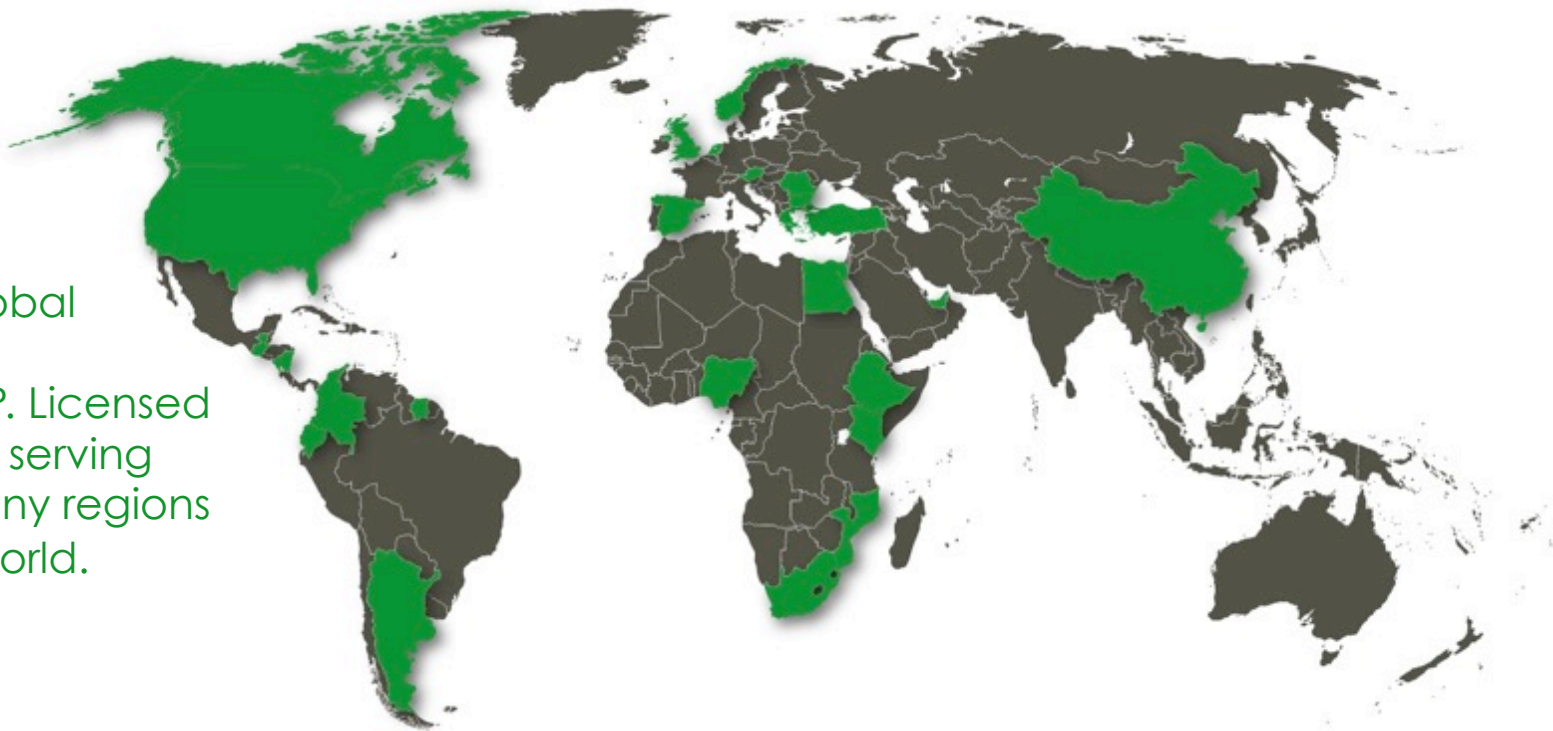 obal
P. Licensed
serving
ny regions
orld.